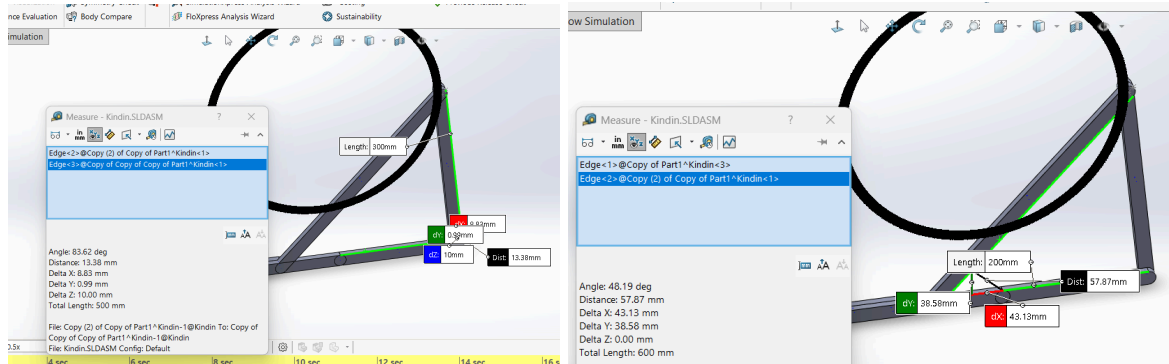 nce Evaluation
Body Compare
FloXpress Analysis Wizard
Sustainability
imulation
Measure - Kindin.SLDASM
?
in
mm
Edge<2>@Copy (2) of Copy of Part1^Kindin<1>
Edge<3>@Copy of Copy of Part1^Kindin<1>
Angle: 83.62 deg
Distance: 13.38 mm
Delta X: 8.83 mm
Delta Y: 0.99 mm
Delta Z: 10.00 mm
Total Length: 500 mm
File: Copy (2) of Copy of Part1^Kindin-1@Kindin To: Copy of
Copy of Copy of Part1^Kindin-1@Kindin
File: Kindin.SLDASM Config: Default
Length: 300mm
dX: 8.83mm
dY: 0.99mm
dZ: 10mm
Dist: 13.38mm
0.5x
4 sec
6 sec
8 sec
10 sec
12 sec
14 sec
16 s
ow Simulation
Measure - Kindin.SLDASM
?
in
mm
Edge<1>@Copy of Part1^Kindin<3>
Edge<2>@Copy (2) of Copy of Part1^Kindin<1>
Angle: 48.19 deg
Distance: 57.87 mm
Delta X: 43.13 mm
Delta Y: 38.58 mm
Delta Z: 0.00 mm
Total Length: 600 mm
Length: 200mm
Dist: 57.87mm
dY: 38.58mm
dX: 43.13mm